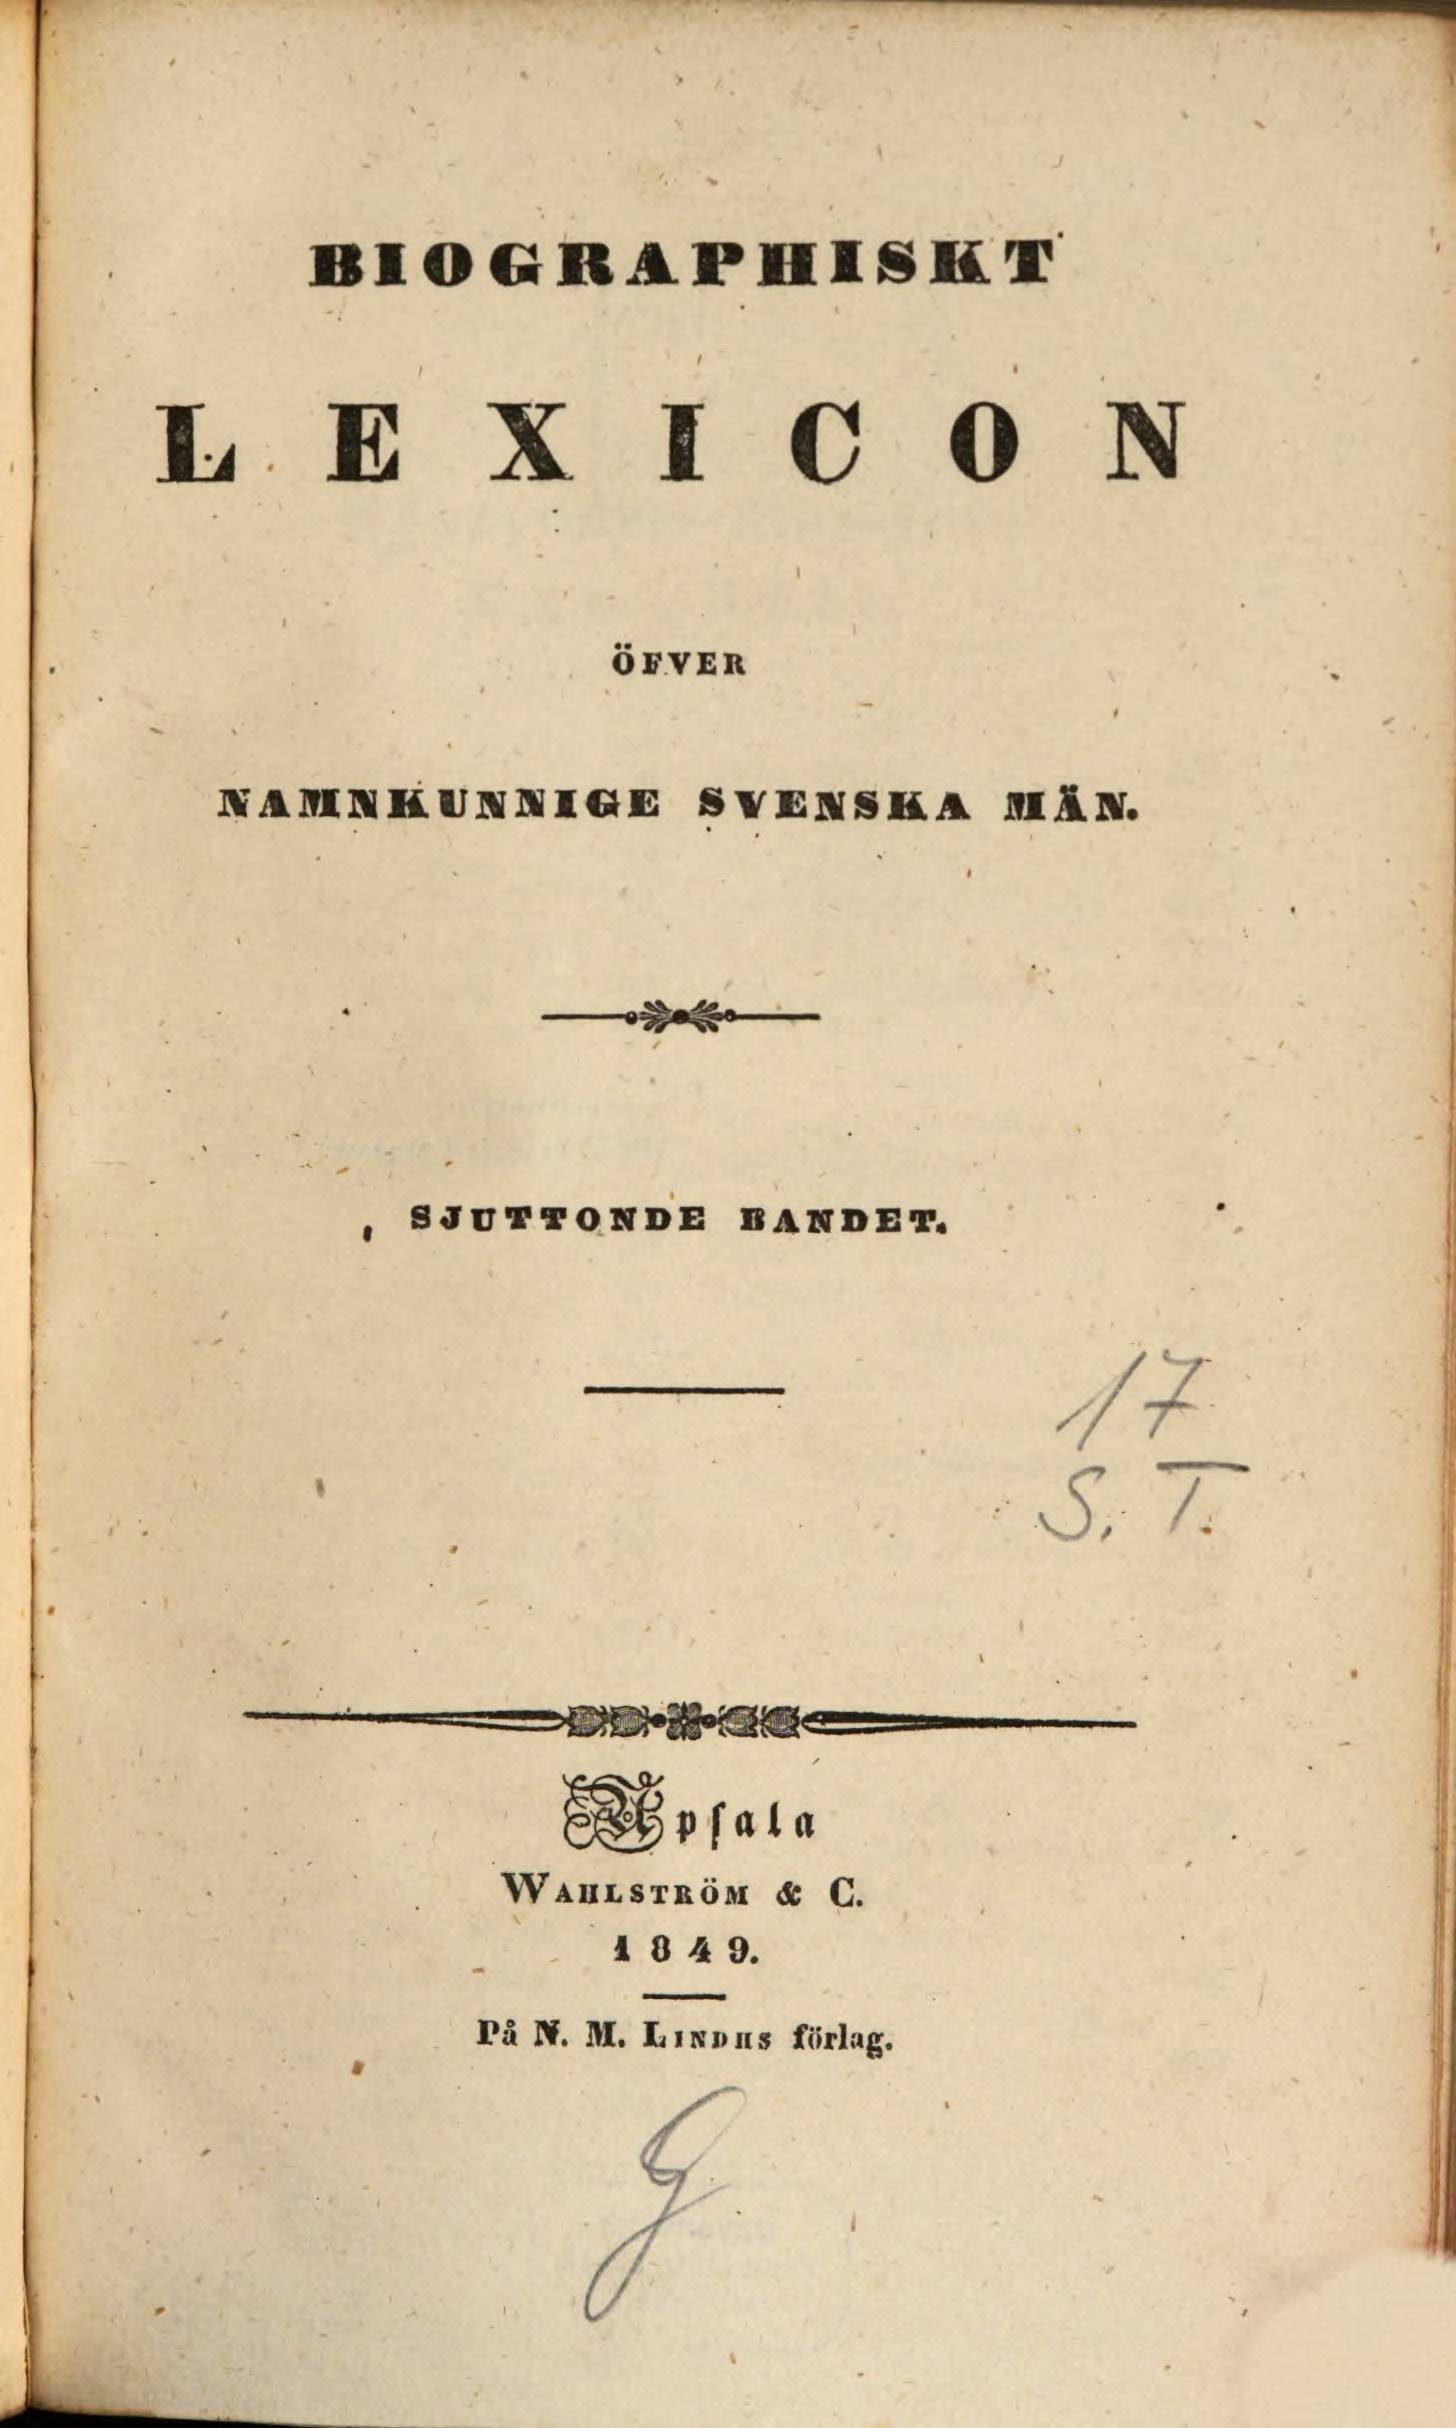 BIOGRAPHISKT
LEXICON
ÖFVER
NAMNKUNNIGE SVENSKA MÄN.
SJUTTONDE BANDET.
17
S. T.
Upsala
WAHLSTRÖM & C.
1849.
På N. M. LINDHS förlag.